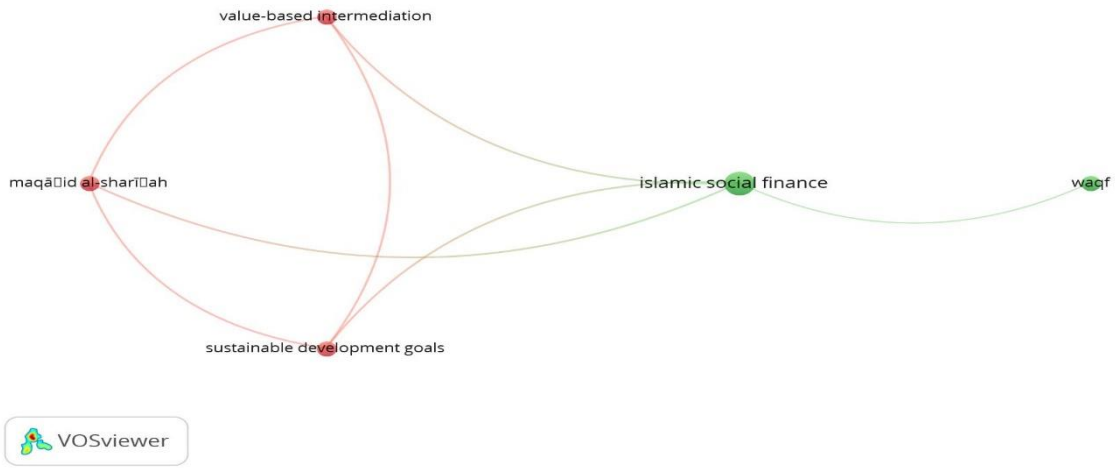 value-based intermediation
maqā▯id al-sharī▯ah
islamic social finance
waqf
sustainable development goals
VOSviewer